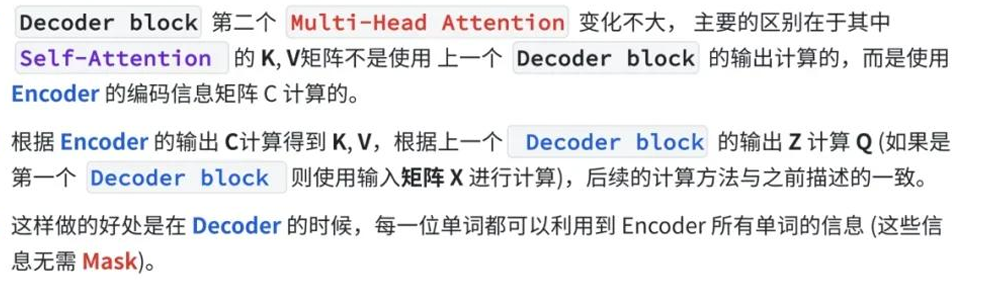 Decoder block 第二个 Multi-Head Attention 变化不大， 主要的区别在于其中
Self-Attention 的 K, V矩阵不是使用 上一个 Decoder block 的输出计算的，而是使用
Encoder 的编码信息矩阵 C 计算的。
根据 Encoder 的输出 C计算得到 K, V，根据上一个 Decoder block 的输出 Z 计算 Q (如果是
第一个 Decoder block 则使用输入矩阵 X 进行计算)，后续的计算方法与之前描述的一致。
这样做的好处是在 Decoder 的时候，每一位单词都可以利用到 Encoder 所有单词的信息 (这些信
息无需 Mask)。